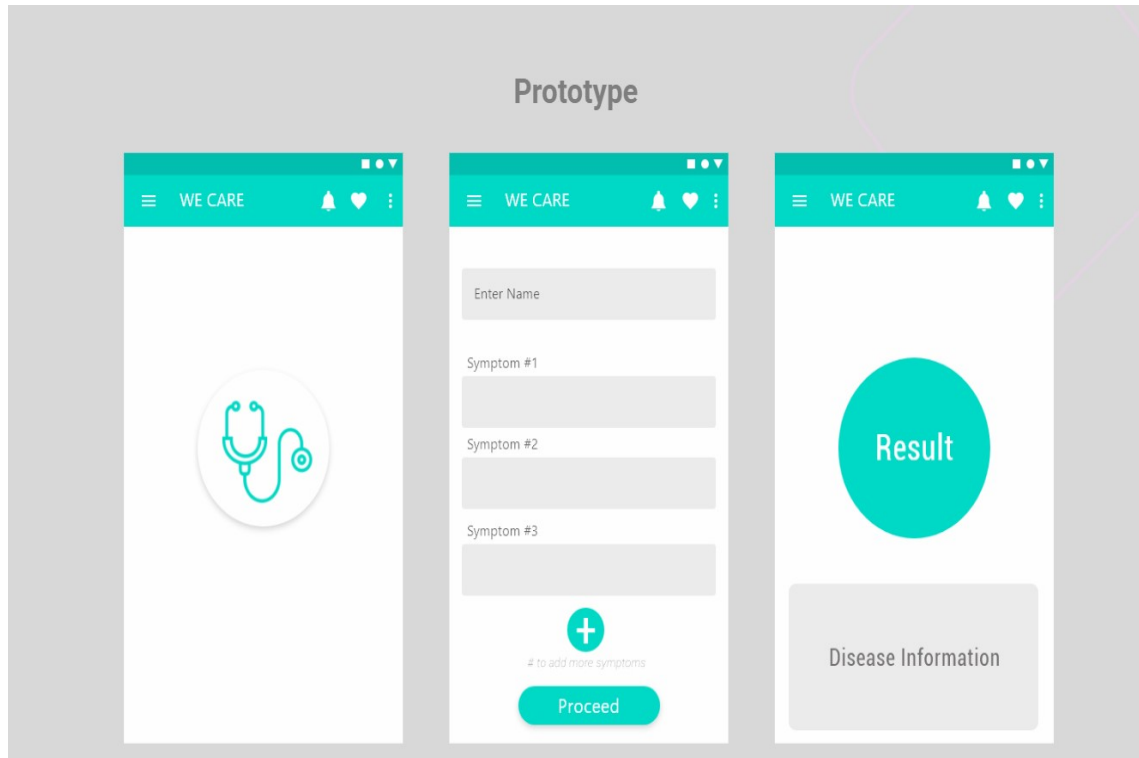 Prototype
WE CARE
WE CARE
Enter Name
Symptom #1
Symptom #2
Symptom #3
# to add more symptoms
Proceed
WE CARE
Result
Disease Information